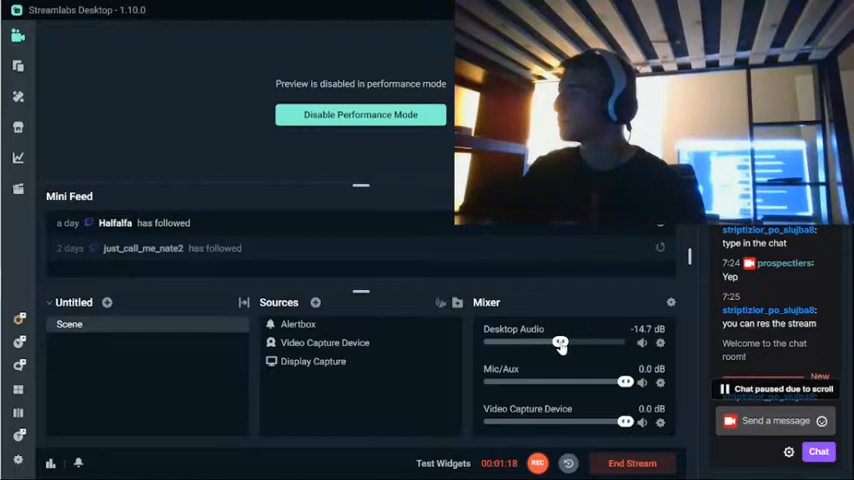 Streamlabs Desktop - 1.10.0
Preview is disabled in performance mode
Disable Performance Mode
Mini Feed
a day Halfalfa has followed
2 days just_call_me_nate2 has followed
Untitled
Scene
Sources
Alertbox
Video Capture Device
Display Capture
Mixer
Desktop Audio -14.7 dB
Mic/Aux 0.0 dB
Video Capture Device 0.0 dB
striptizior_po_slujba8:
type in the chat
7:24 prospectiers:
Yep
7:25
striptizior_po_slujba8:
you can res the stream
Welcome to the chat
room!
New
Chat paused due to scroll
Send a message
Chat
Test Widgets 00:01:18 REC End Stream